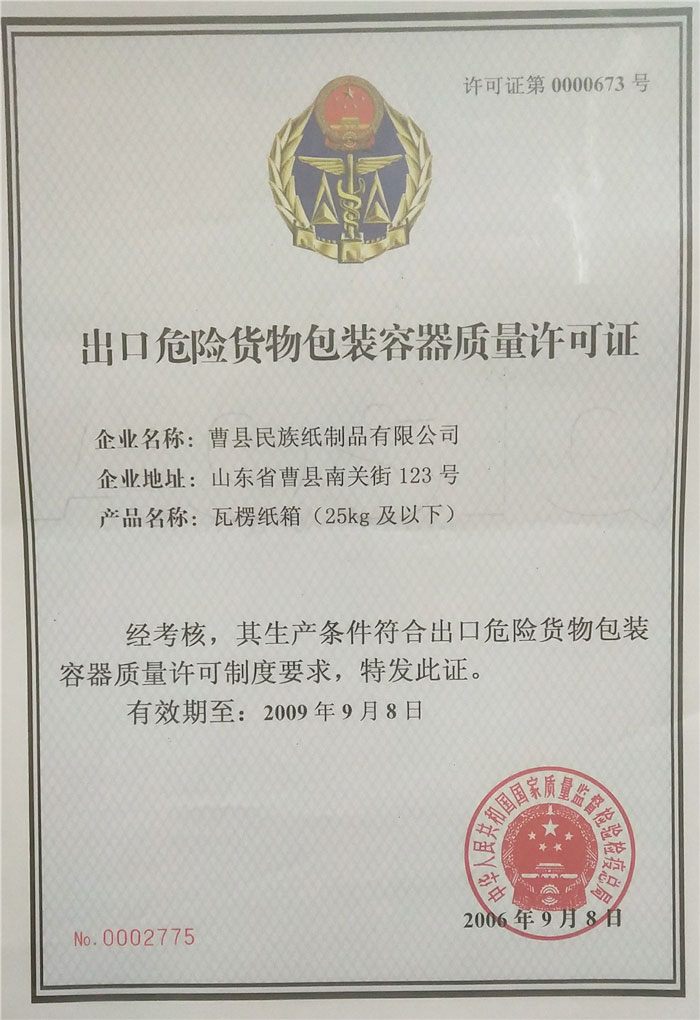 许可证第 0000673 号
出口危险货物包装容器质量许可证
企业名称：曹县民族纸制品有限公司
企业地址：山东省曹县南关街 123 号
产品名称：瓦楞纸箱（25kg 及以下）
经考核，其生产条件符合出口危险货物包装
容器质量许可制度要求，特发此证。
有效期至：2009 年 9 月 8 日
中华人民共和国国家质量监督检验检疫总局
2006 年 9 月 8 日
No.0002775